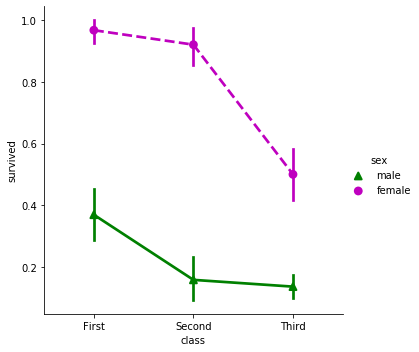 1.0
0.8
0.6
0.4
0.2
survived
First Second Third
class
sex
male
female